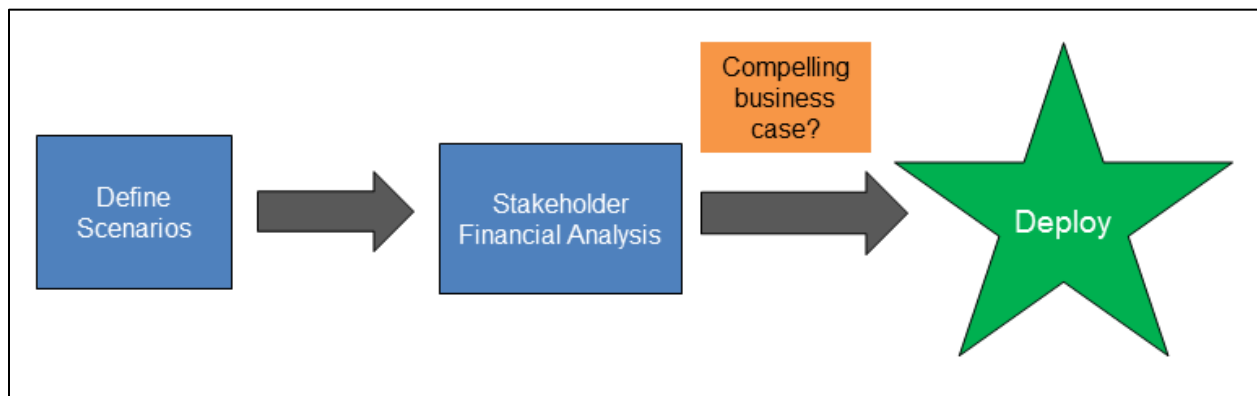 Define
Scenarios
Stakeholder
Financial Analysis
Compelling
business
case?
Deploy